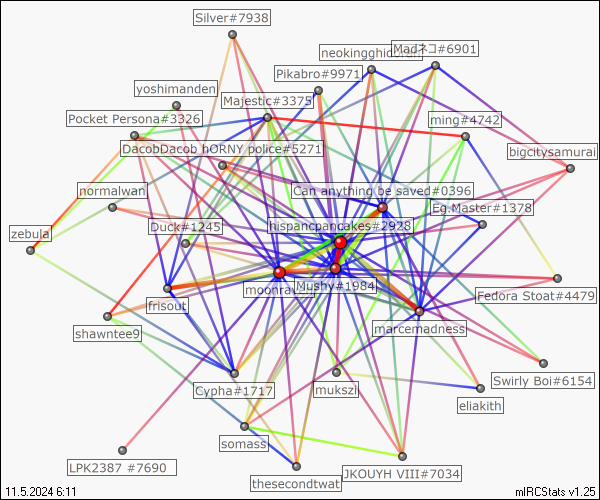 Silver#7938
neokingghidorah
Madネコ#6901
Pikabro#9971
yoshimanden
Majestic#3375
Pocket Persona#3326
ming#4742
DacobDacob hORNY police#5271
bigcitysamurai
normalwan
Can anything be saved#0396
Eg.Master#1378
zebula
Duck#1245
hispancpancakes#2928
moonraven
Mushy#1984
Fedora Stoat#4479
frisout
shawntee9
marcemadness
Swirly Boi#6154
Cypha#1717
mukszi
eliakith
somass
LPK2387 #7690
JKOUYH VIII#7034
thesecondtwat
11.5.2024 6:11
mIRCStats v1.25